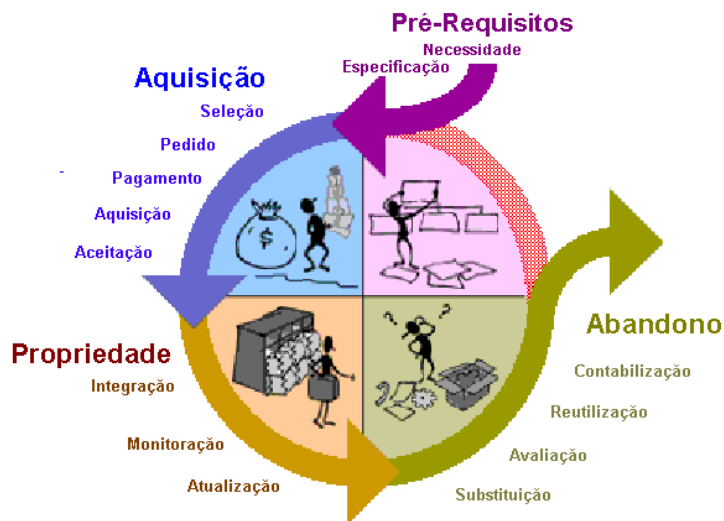 Pré-Requisitos
Necessidade
Especificação
Aquisição
Seleção
Pedido
Pagamento
Aquisição
Aceitação
$
Propriedade
Integração
Monitoração
Atualização
? ?
?
Abandono
Contabilização
Reutilização
Avaliação
Substituição